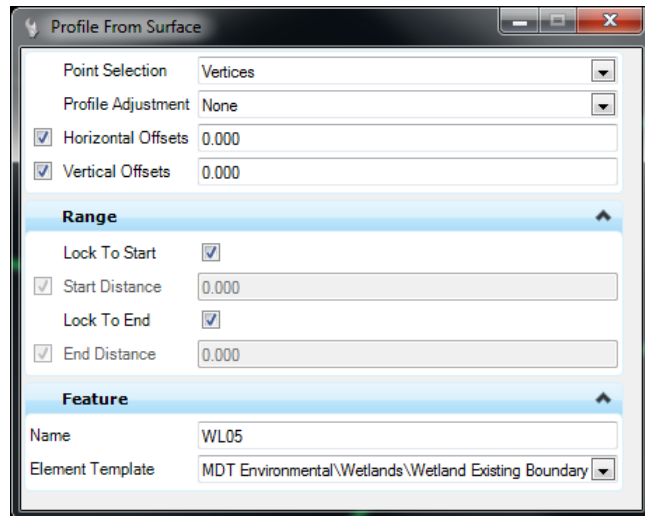 Profile From Surface
Point Selection Vertices
Profile Adjustment None
Horizontal Offsets 0.000
Vertical Offsets 0.000
Range
Lock To Start
Start Distance 0.000
Lock To End
End Distance 0.000
Feature
Name WL05
Element Template MDT Environmental\Wetlands\Wetland Existing Boundary